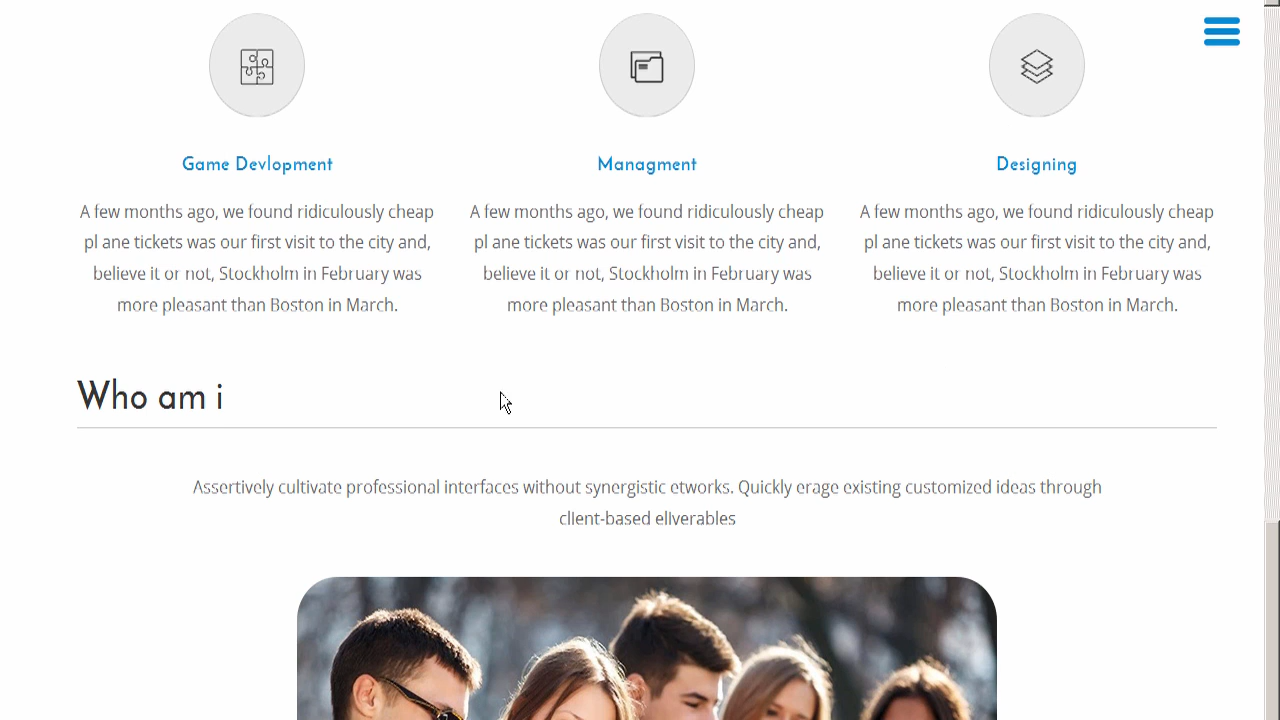 Game Devlopment
A few months ago, we found ridiculously cheap
pl ane tickets was our first visit to the city and,
believe it or not, Stockholm in February was
more pleasant than Boston in March.
Managment
A few months ago, we found ridiculously cheap
pl ane tickets was our first visit to the city and,
believe it or not, Stockholm in February was
more pleasant than Boston in March.
Designing
A few months ago, we found ridiculously cheap
pl ane tickets was our first visit to the city and,
believe it or not, Stockholm in February was
more pleasant than Boston in March.
Who am i
Assertively cultivate professional interfaces without synergistic etworks. Quickly erage existing customized ideas through
client-based eliverables